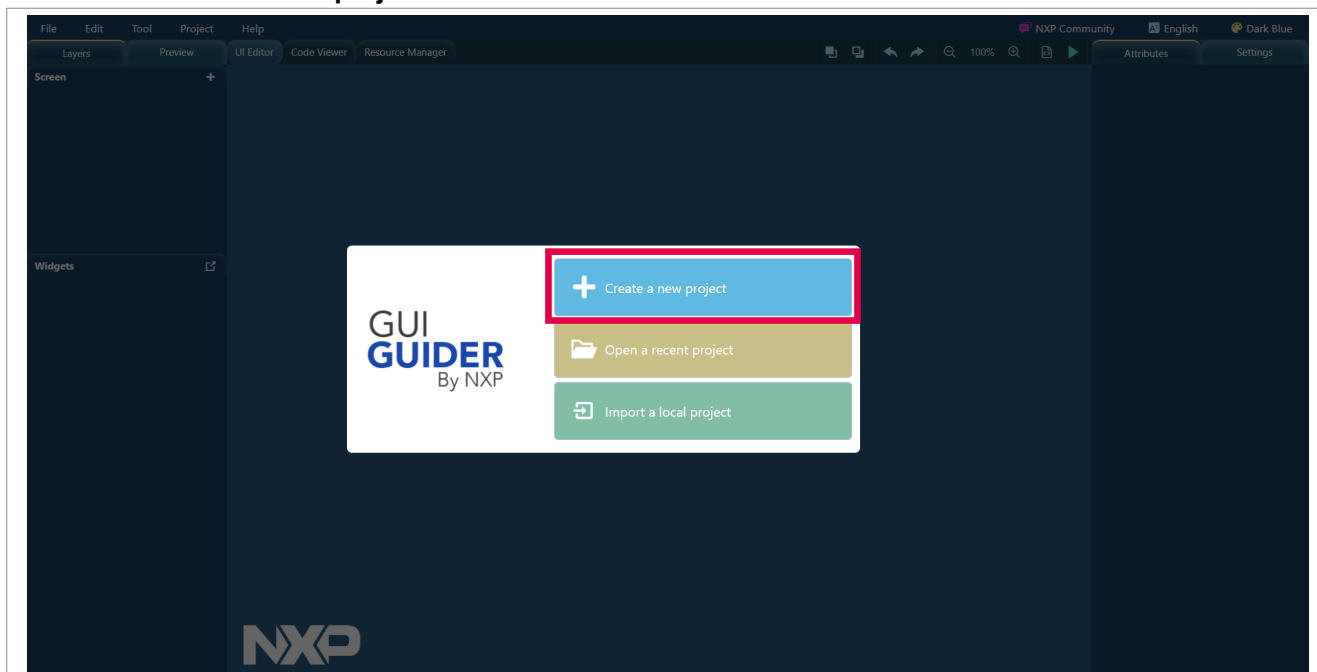 File Edit Tool Project Help NXP Community English Dark Blue
Layers Preview UI Editor Code Viewer Resource Manager 100% Attributes Settings
Screen
Widgets
GUI
GUIDER
By NXP
Create a new project
Open a recent project
Import a local project
NXP